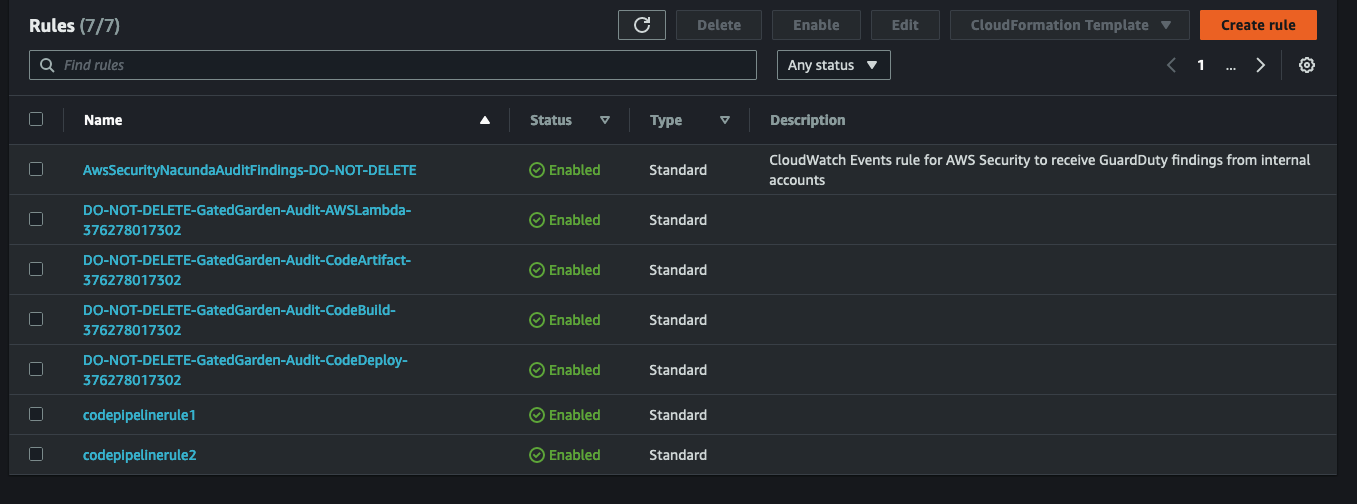 Rules (7/7)
Delete
Enable
Edit
CloudFormation Template
Create rule
Find rules
Any status
1
...
Name
Status
Type
Description
AwsSecurityNacundaAuditFindings-DO-NOT-DELETE
Enabled
Standard
CloudWatch Events rule for AWS Security to receive GuardDuty findings from internal
accounts
DO-NOT-DELETE-GatedGarden-Audit-AWSLambda-
376278017302
Enabled
Standard
DO-NOT-DELETE-GatedGarden-Audit-CodeArtifact-
376278017302
Enabled
Standard
DO-NOT-DELETE-GatedGarden-Audit-CodeBuild-
376278017302
Enabled
Standard
DO-NOT-DELETE-GatedGarden-Audit-CodeDeploy-
376278017302
Enabled
Standard
codepipelinerule1
Enabled
Standard
codepipelinerule2
Enabled
Standard